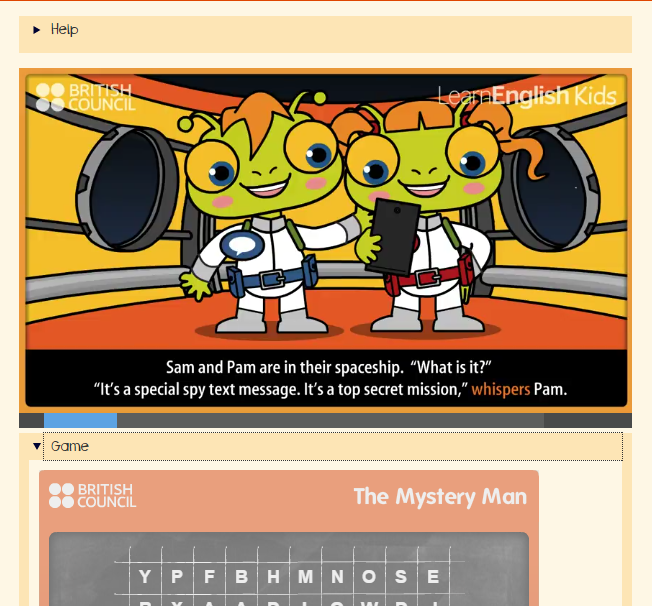 Help
BRITISH
COUNCIL
LearnEnglish Kids
Sam and Pam are in their spaceship. “What is it?”
“It’s a special spy text message. It’s a top secret mission,” whispers Pam.
Game
BRITISH
COUNCIL
The Mystery Man
Y P F B H M N O S E